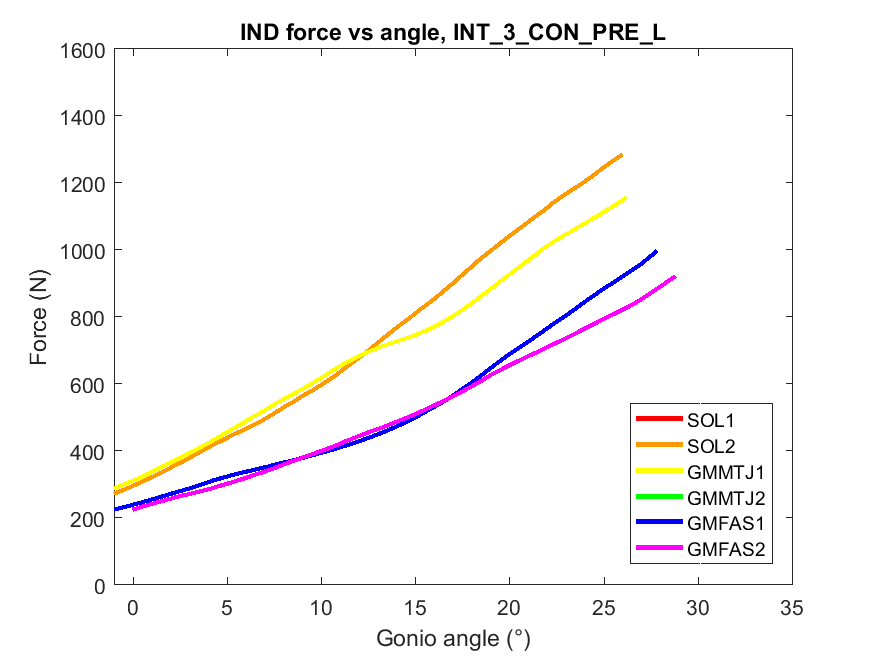 IND force vs angle, INT_3_CON_PRE_L
1600
1400
1200
1000
800
600
400
200
0
Force (N)
SOL1
SOL2
GMMTJ1
GMMTJ2
GMFAS1
GMFAS2
0 5 10 15 20 25 30 35
Gonio angle (°)